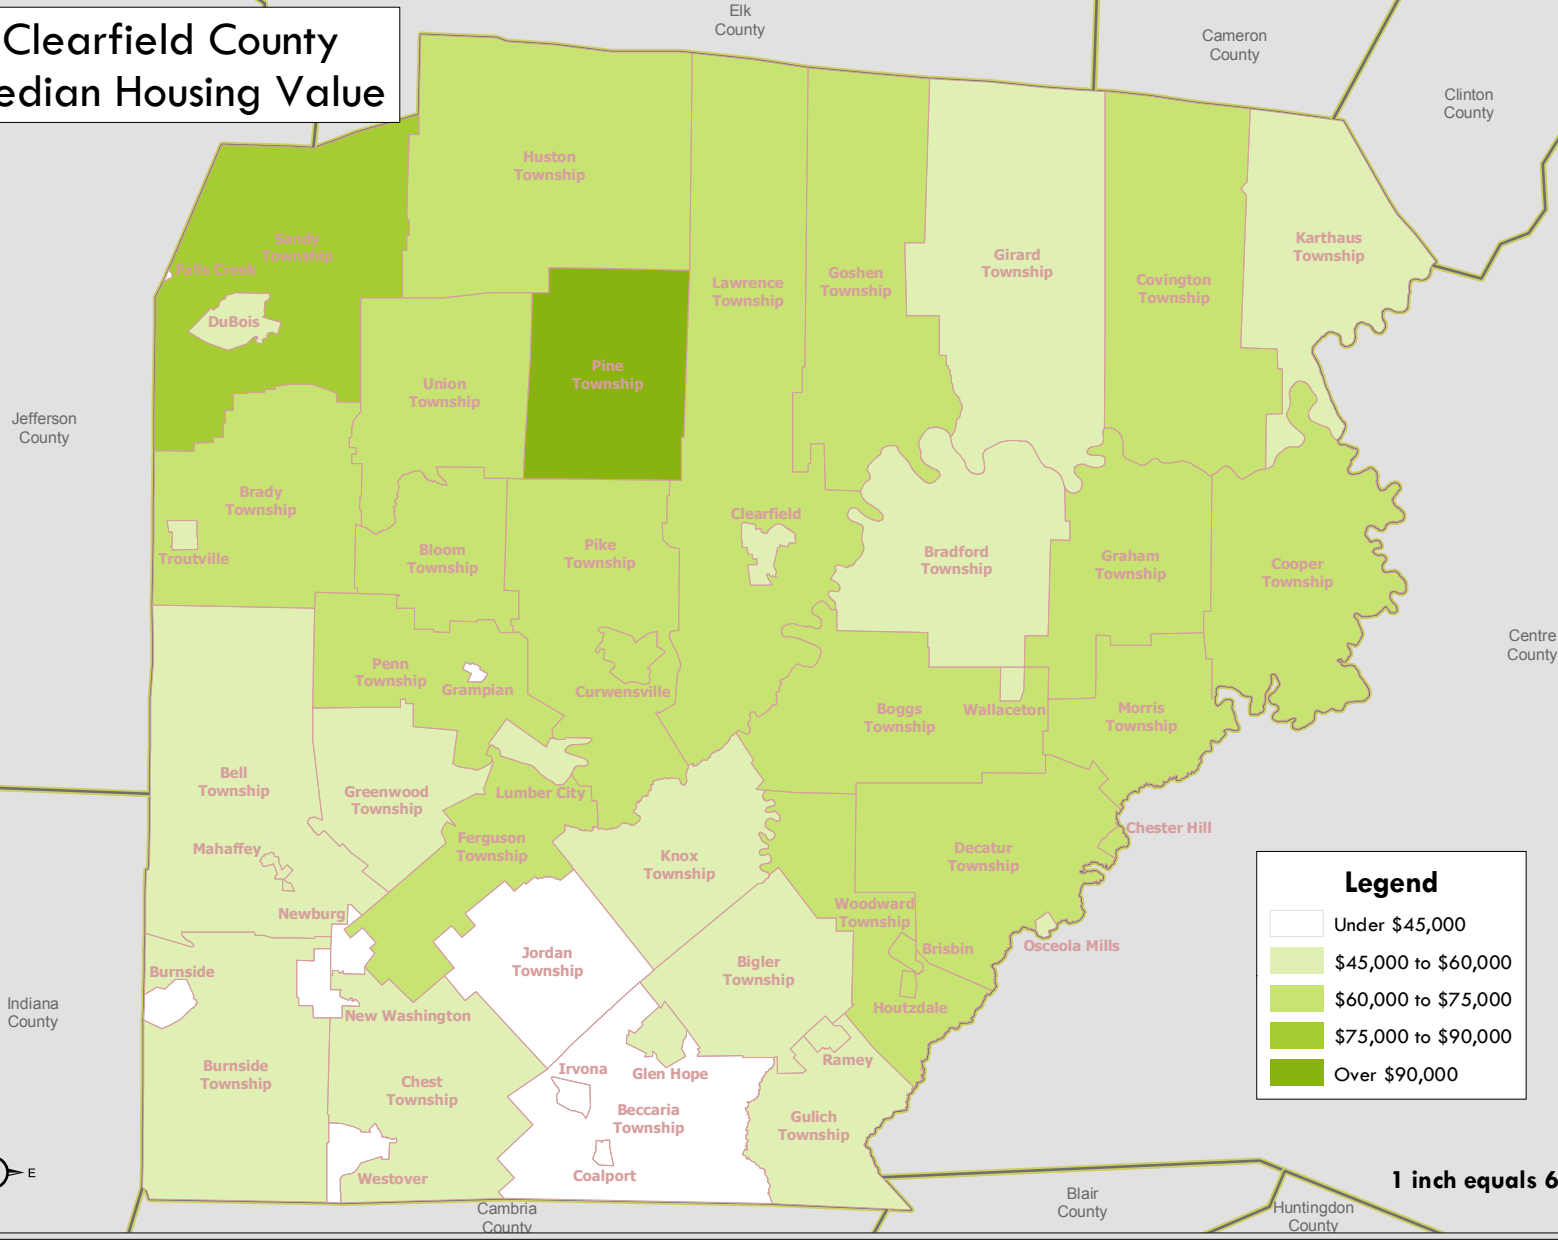 Clearfield County
edian Housing Value
Elk
County
Cameron
County
Clinton
County
Huston
Township
Sandy
Township
Falls Creek
DuBois
Lawrence
Township
Goshen
Township
Girard
Township
Covington
Township
Karthaus
Township
Jefferson
County
Union
Township
Pine
Township
Brady
Township
Troutville
Bloom
Township
Pike
Township
Clearfield
Bradford
Township
Graham
Township
Cooper
Township
Centre
County
Penn
Township
Grampian
Curwensville
Boggs
Township
Wallaceton
Morris
Township
Bell
Township
Greenwood
Township
Lumber City
Mahaffey
Ferguson
Township
Knox
Township
Decatur
Township
Chester Hill
Newburg
Woodward
Township
Brisbin
Osceola Mills
Burnside
Jordan
Township
Bigler
Township
Houtzdale
Indiana
County
New Washington
Burnside
Township
Chest
Township
Irvona
Glen Hope
Ramey
Beccaria
Township
Gulich
Township
Westover
Coalport
Legend
Under $45,000
$45,000 to $60,000
$60,000 to $75,000
$75,000 to $90,000
Over $90,000
E
1 inch equals 6
Cambria
County
Blair
County
Huntingdon
County